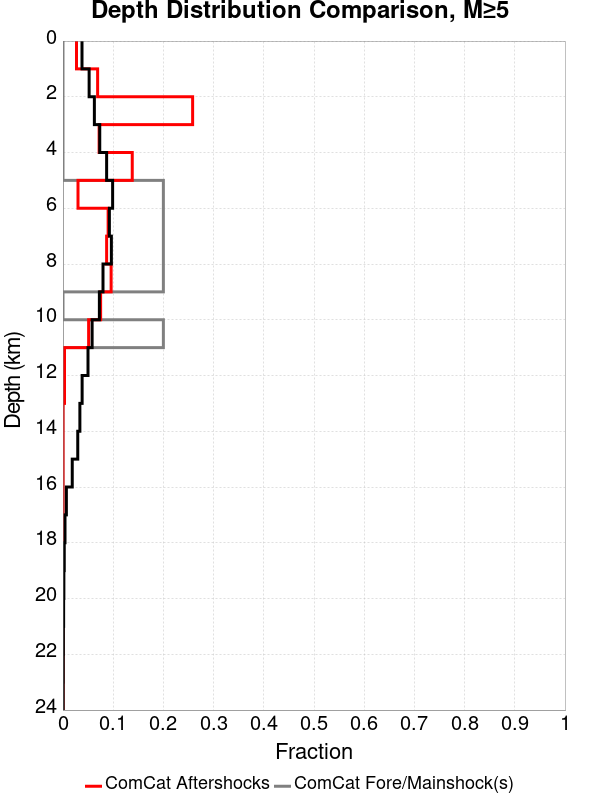 Depth Distribution Comparison, M≥5
0
2
4
6
8
10
12
14
16
18
20
22
24
Depth (km)
0 0.1 0.2 0.3 0.4 0.5 0.6 0.7 0.8 0.9 1
Fraction
ComCat Aftershocks ComCat Fore/Mainshock(s)